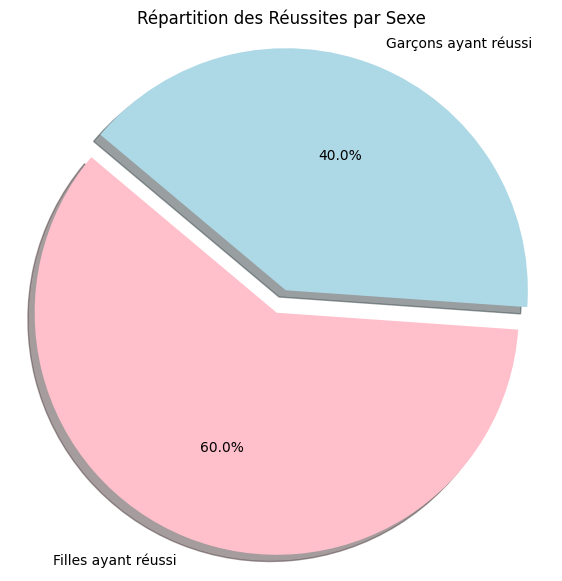 Répartition des Réussites par Sexe
Garçons ayant réussi
40.0%
60.0%
Filles ayant réussi